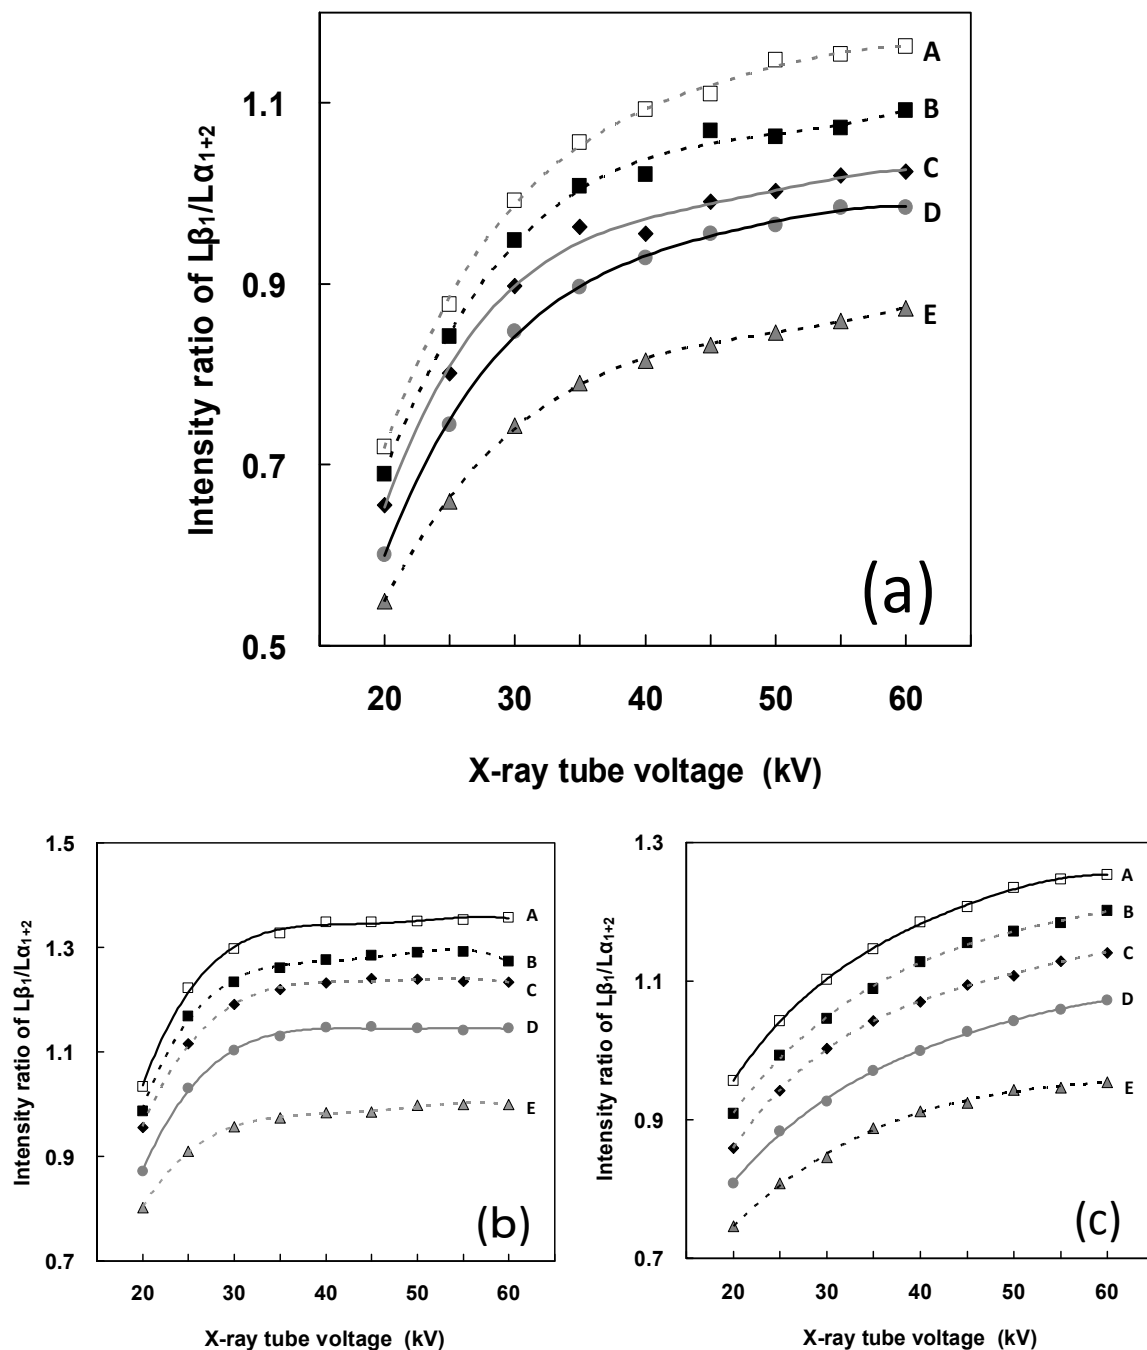 Intensity ratio of Lβ₁/Lα₁₊₂
1.1
0.9
0.7
0.5
A
B
C
D
E
(a)
20 30 40 50 60
X-ray tube voltage (kV)
Intensity ratio of Lβ₁/Lα₁₊₂
1.5
1.3
1.1
0.9
0.7
A
B
C
D
E
(b)
20 30 40 50 60
X-ray tube voltage (kV)
Intensity ratio of Lβ₁/Lα₁₊₂
1.3
1.1
0.9
0.7
A
B
C
D
E
(c)
20 30 40 50 60
X-ray tube voltage (kV)